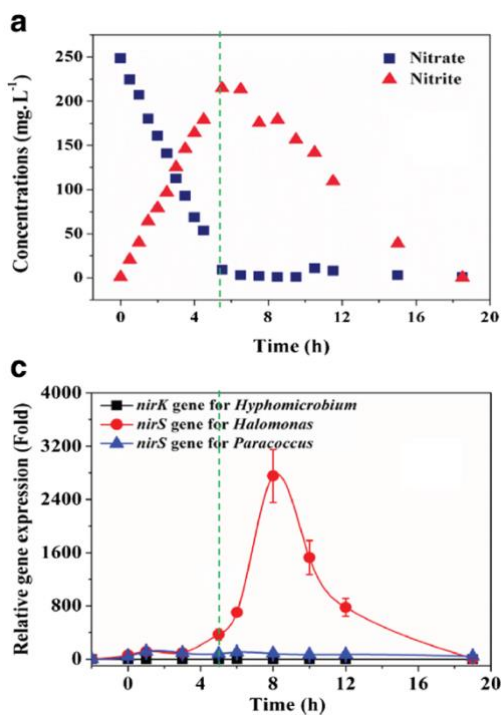 a
250
200
150
100
50
0
Concentrations (mg.L-1)
Nitrate
Nitrite
0 4 8 12 16 20
Time (h)
c
4000
3200
2400
1600
800
0
Relative gene expression (Fold)
nirK gene for Hyphomicrobium
nirS gene for Halomonas
nirS gene for Paracoccus
0 4 8 12 16 20
Time (h)